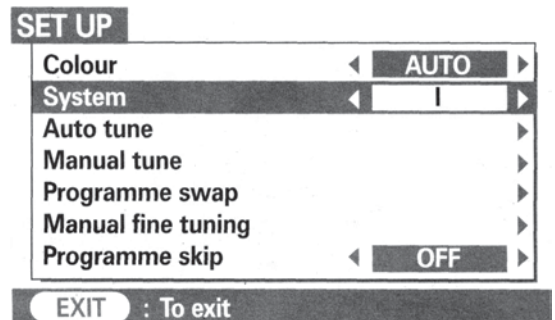 SET UP
Colour AUTO
System I
Auto tune
Manual tune
Programme swap
Manual fine tuning
Programme skip OFF
EXIT : To exit